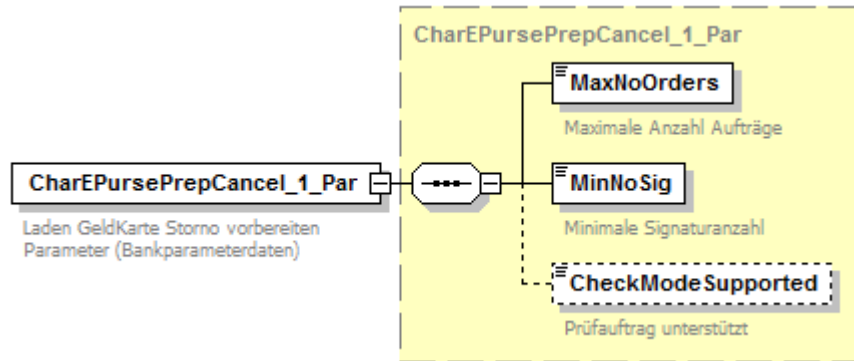 CharEPursePrepCancel_1_Par
MaxNoOrders
Maximale Anzahl Aufträge
CharEPursePrepCancel_1_Par
Laden GeldKarte Storno vorbereiten
Parameter (Bankparameterdaten)
MinNoSig
Minimale Signaturanzahl
CheckModeSupported
Prüfauftrag unterstützt